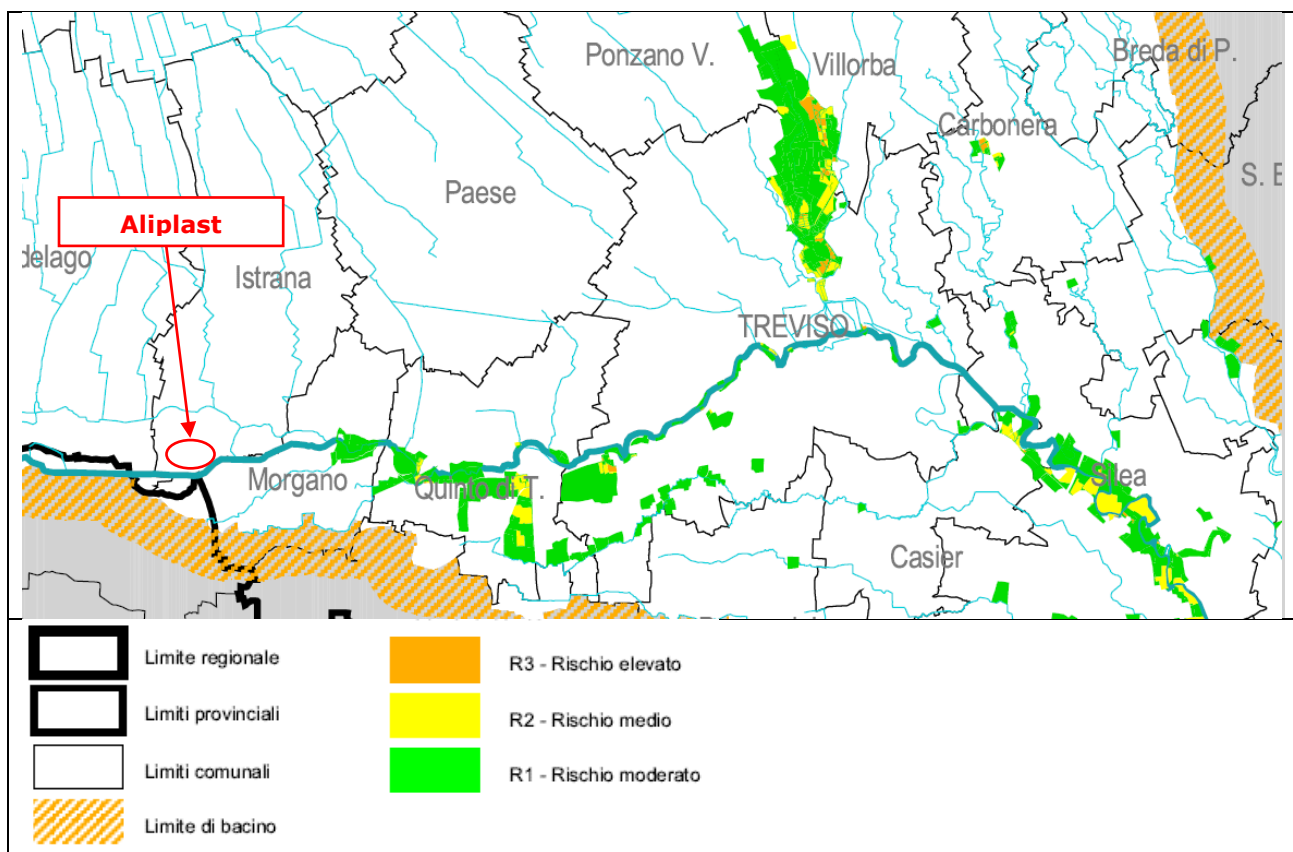 Ponzano V.
Villorba
Breda di P.
Carbonera
Paese
S. B
Aliplast
delago
Istrana
TREVISO
Morgano
Quinto di T.
Silea
Casier
Limite regionale
Limiti provinciali
Limiti comunali
Limite di bacino
R3 - Rischio elevato
R2 - Rischio medio
R1 - Rischio moderato